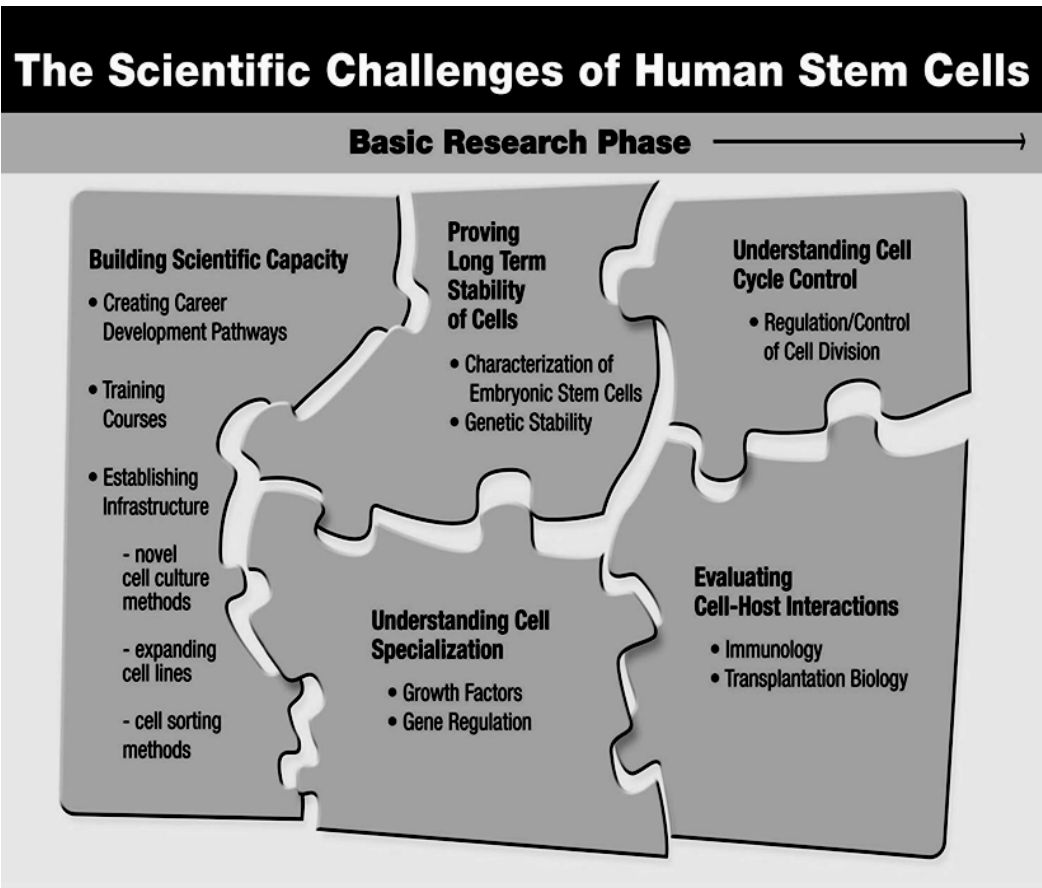 The Scientific Challenges of Human Stem Cells
Basic Research Phase
Building Scientific Capacity
• Creating Career
Development Pathways
• Training
Courses
• Establishing
Infrastructure
- novel
cell culture
methods
- expanding
cell lines
- cell sorting
methods
Proving
Long Term
Stability
of Cells
• Characterization of
Embryonic Stem Cells
• Genetic Stability
Understanding Cell
Cycle Control
• Regulation/Control
of Cell Division
Understanding Cell
Specialization
• Growth Factors
• Gene Regulation
Evaluating
Cell-Host Interactions
• Immunology
• Transplantation Biology